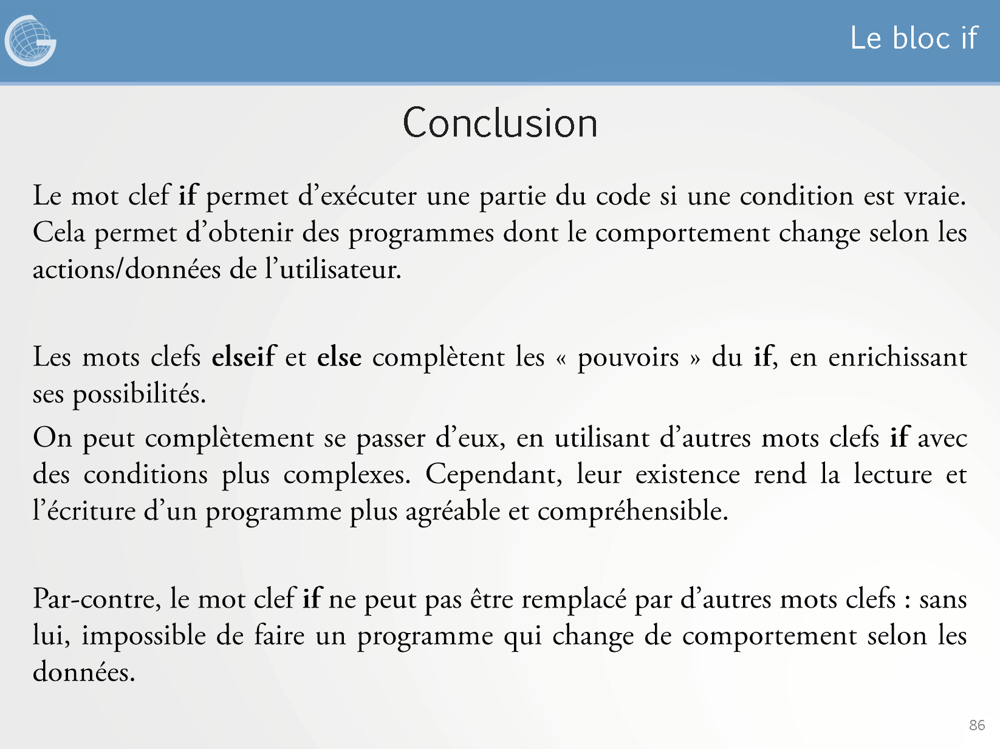 Le bloc if
Conclusion
Le mot clef if permet d’exécuter une partie du code si une condition est vraie.
Cela permet d’obtenir des programmes dont le comportement change selon les
actions/données de l’utilisateur.
Les mots clefs elseif et else complètent les « pouvoirs » du if, en enrichissant
ses possibilités.
On peut complètement se passer d’eux, en utilisant d’autres mots clefs if avec
des conditions plus complexes. Cependant, leur existence rend la lecture et
l’écriture d’un programme plus agréable et compréhensible.
Par-contre, le mot clef if ne peut pas être remplacé par d’autres mots clefs : sans
lui, impossible de faire un programme qui change de comportement selon les
données.
86